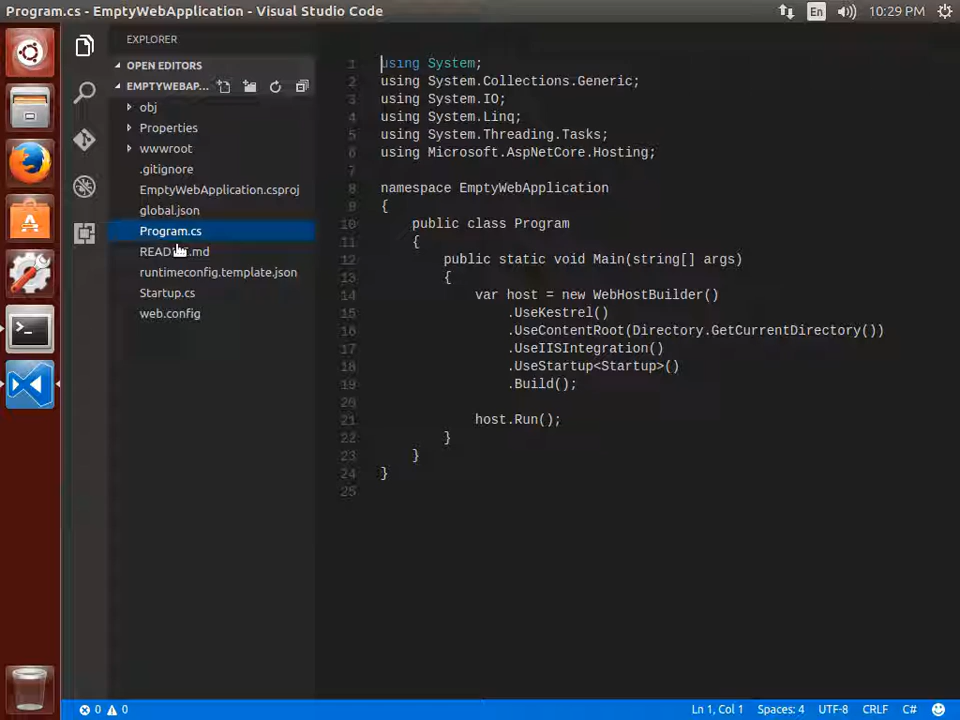 Program.cs - EmptyWebApplication - Visual Studio Code
En
10:29 PM
EXPLORER
OPEN EDITORS
EMPTYWEBAP...
obj
Properties
wwwroot
.gitignore
EmptyWebApplication.csproj
global.json
Program.cs
.md
runtimeconfig.template.json
Startup.cs
web.config
1 using System;
2 using System.Collections.Generic;
3 using System.IO;
4 using System.Linq;
5 using System.Threading.Tasks;
6 using Microsoft.AspNetCore.Hosting;
7
8 namespace EmptyWebApplication
9 {
10 public class Program
11 {
12 public static void Main(string[] args)
13 {
14 var host = new WebHostBuilder()
15 .UseKestrel()
16 .UseContentRoot(Directory.GetCurrentDirectory())
17 .UseIISIntegration()
18 .UseStartup<Startup>()
19 .Build();
20
21 host.Run();
22 }
23 }
24 }
25
0 0
Ln 1, Col 1 Spaces: 4 UTF-8 CRLF C#